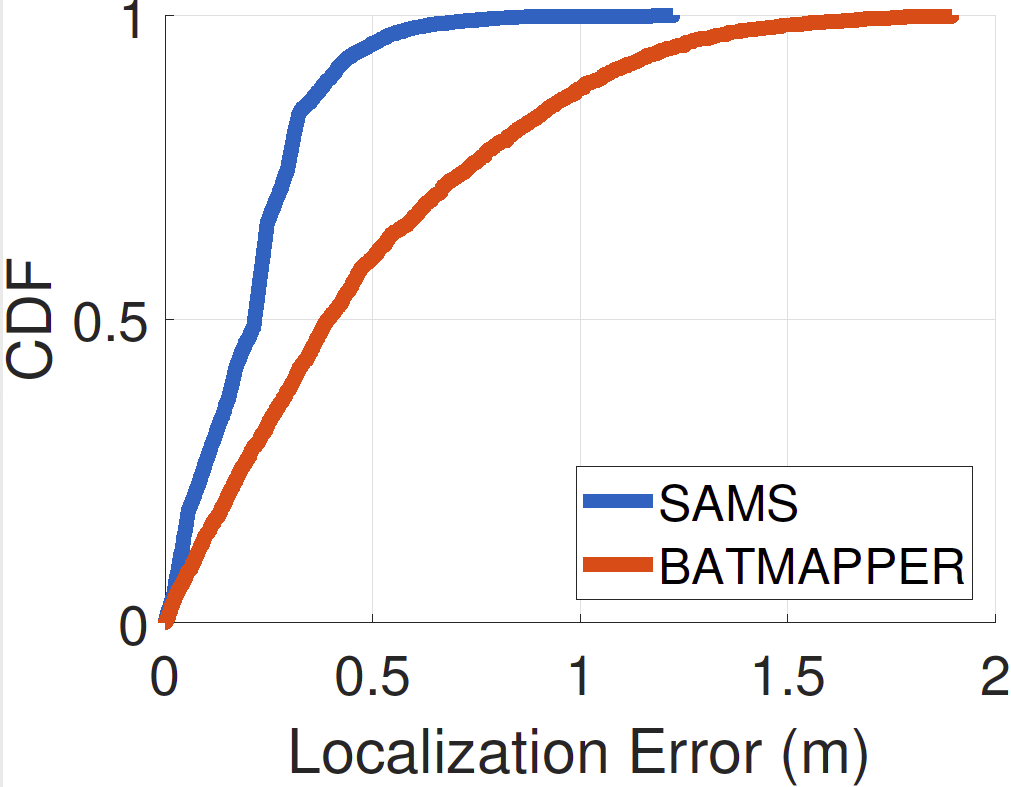 1
0.5
0
CDF
SAMS
BATMAPPER
0 0.5 1 1.5 2
Localization Error (m)